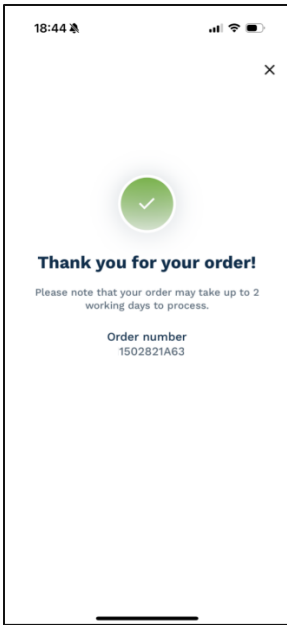 18:44
Thank you for your order!
Please note that your order may take up to 2
working days to process.
Order number
1502821A63